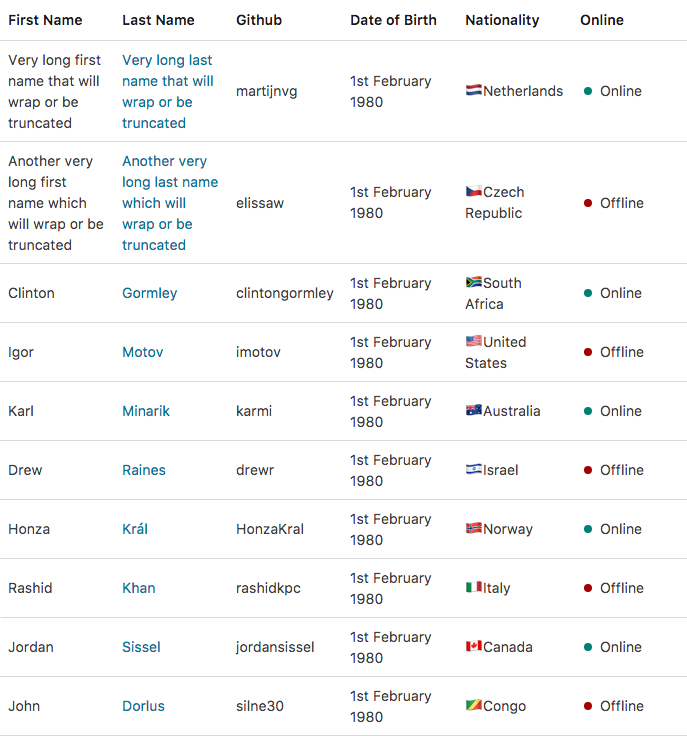 First Name Last Name Github Date of Birth Nationality Online
Very long first name that will wrap or be truncated Very long last name that will wrap or be truncated martijnvg 1st February 1980 Netherlands Online
Another very long first name which will wrap or be truncated Another very long last name which will wrap or be truncated elissaw 1st February 1980 Czech Republic Offline
Clinton Gormley clintongormley 1st February 1980 South Africa Online
Igor Motov imotov 1st February 1980 United States Offline
Karl Minarik karmi 1st February 1980 Australia Online
Drew Raines drewr 1st February 1980 Israel Offline
Honza Král HonzaKral 1st February 1980 Norway Online
Rashid Khan rashidkpc 1st February 1980 Italy Offline
Jordan Sissel jordansissel 1st February 1980 Canada Online
John Dorlus silne30 1st February 1980 Congo Offline